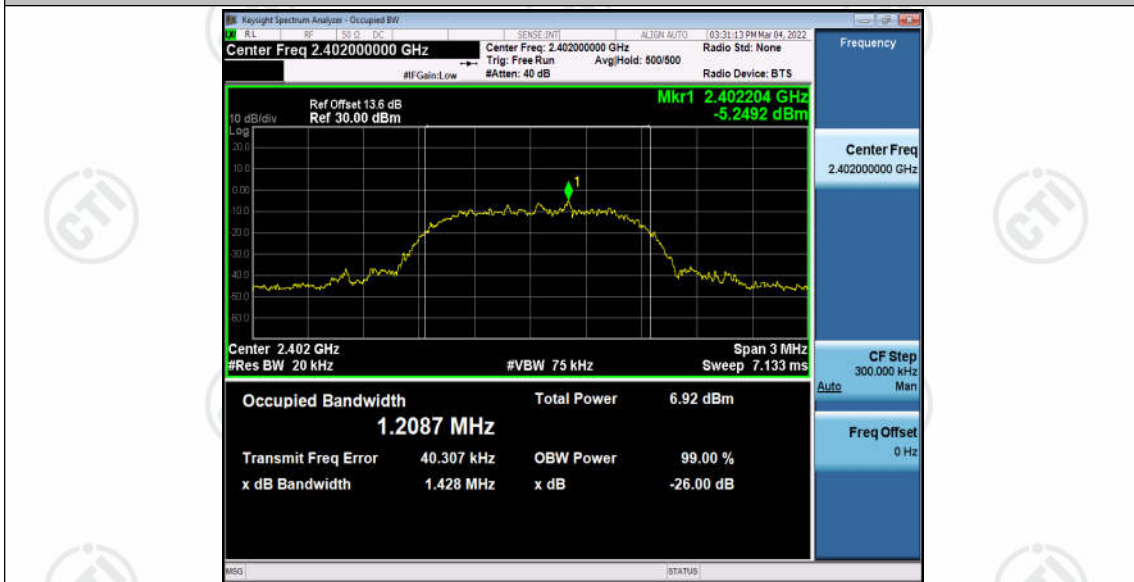 Keysight Spectrum Analyzer - Occupied BW
RL RF 50 Ω DC SENSE:INT ALIGN AUTO 03:31:13 PM Mar 04, 2022
Center Freq 2.402000000 GHz
Center Freq: 2.402000000 GHz
Radio Std: None
Trig: Free Run Avg|Hold: 500/500
#IFGain:Low
#Atten: 40 dB
Radio Device: BTS
Frequency
Mkr1 2.402204 GHz
-5.2492 dBm
Ref Offset 13.6 dB
10 dB/div Ref 30.00 dBm
Log
20.0
10.0
0.00
-10.0
-20.0
-30.0
-40.0
-50.0
-60.0
1
Center 2.402 GHz Span 3 MHz
#Res BW 20 kHz #VBW 75 kHz Sweep 7.133 ms
Occupied Bandwidth
1.2087 MHz
Total Power 6.92 dBm
Transmit Freq Error 40.307 kHz OBW Power 99.00 %
x dB Bandwidth 1.428 MHz x dB -26.00 dB
Center Freq
2.402000000 GHz
CF Step
300.000 kHz
Auto Man
Freq Offset
0 Hz
MSG STATUS
CTI
CTI